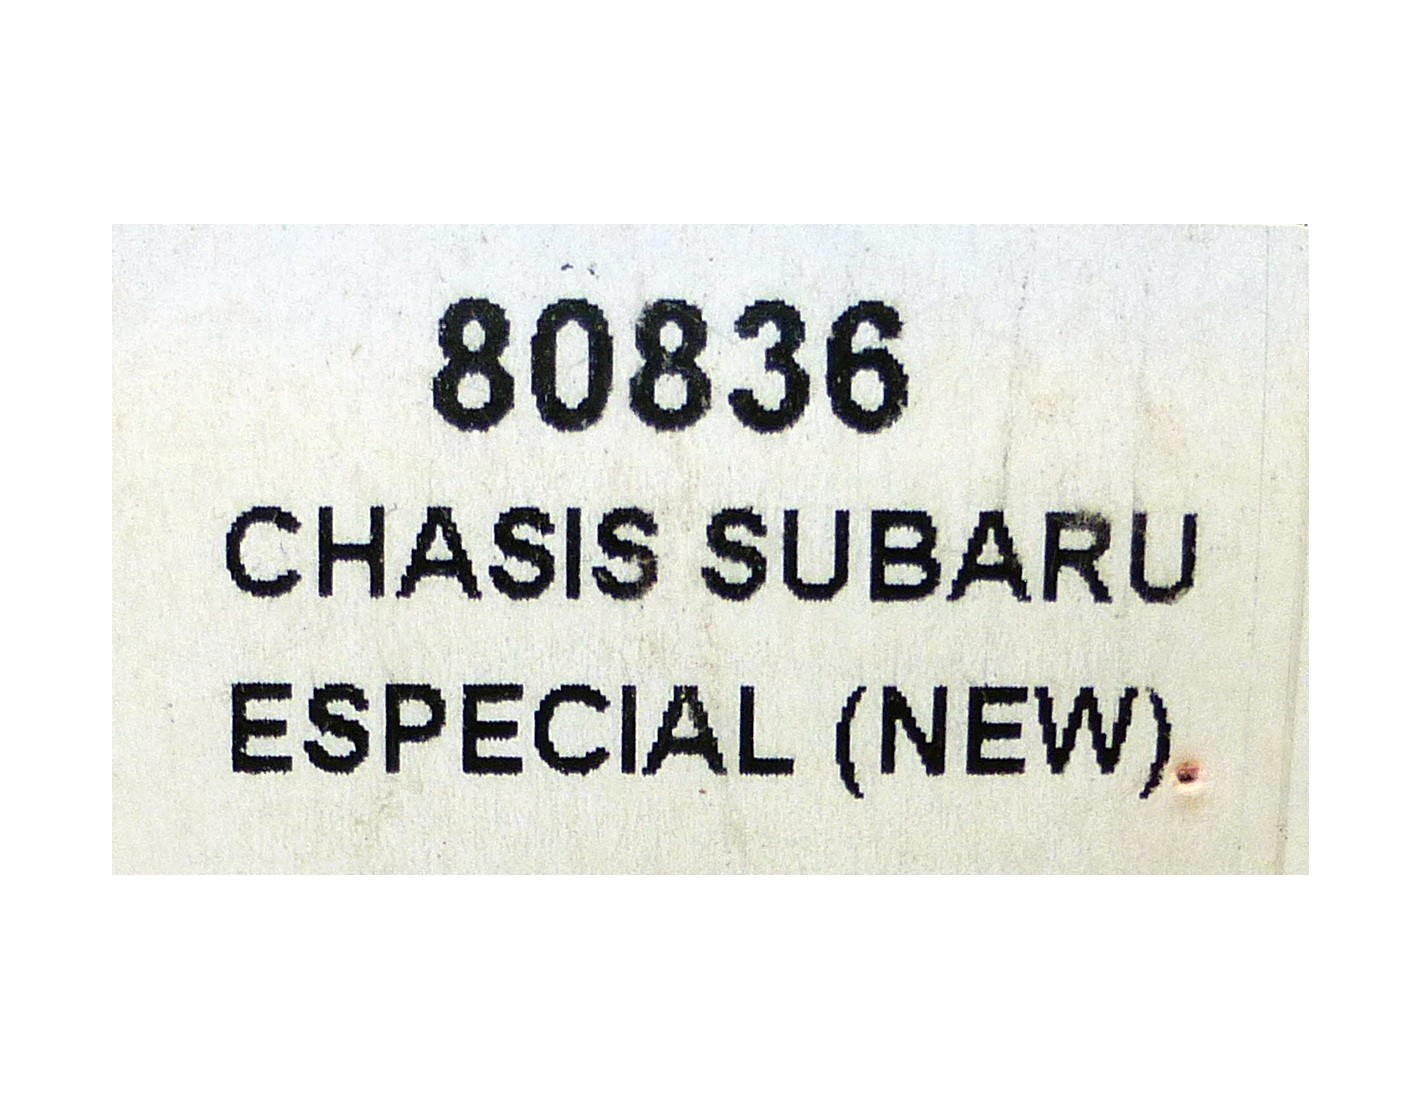 80836
CHASIS SUBARU
ESPECIAL (NEW)